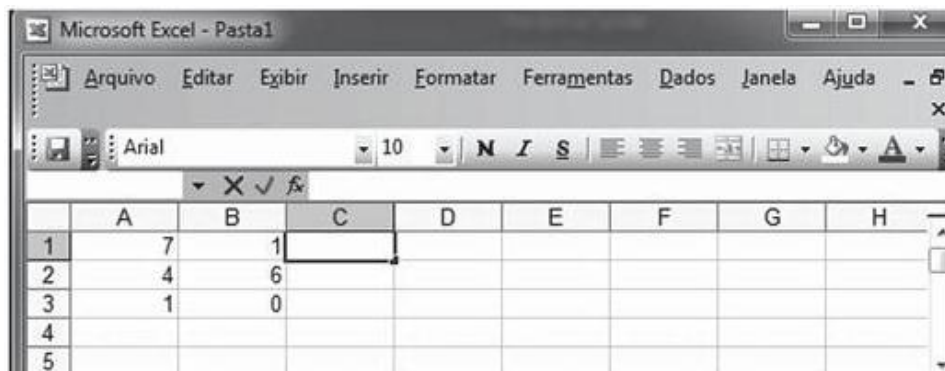 Microsoft Excel - Pasta1
Arquivo Editar Exibir Inserir Formatar Ferramentas Dados Janela Ajuda
Arial 10 N I S A
fx
A B C D E F G H
1 7 1
2 4 6
3 1 0
4
5